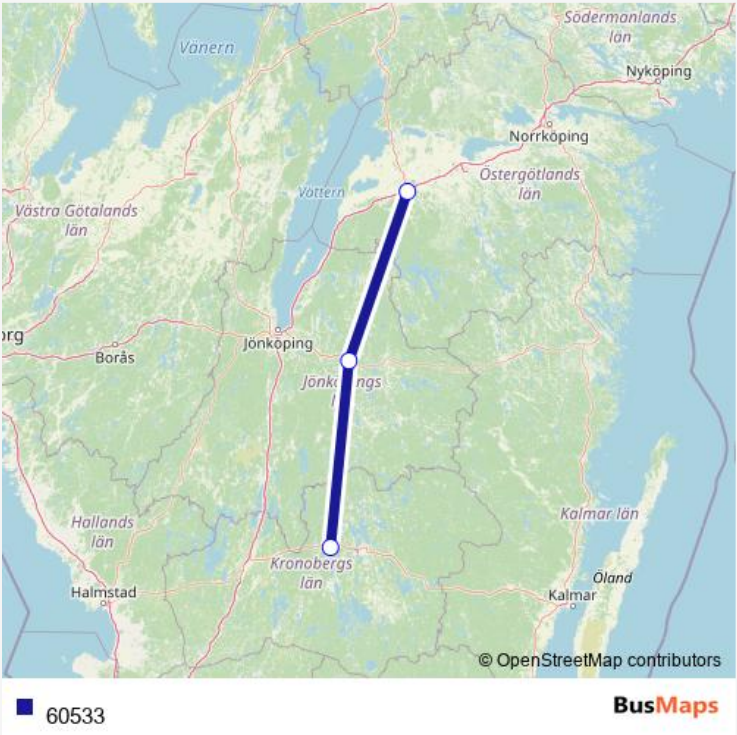 Södermanlands
län
Vänern
Nyköping
Norrköping
Östergötlands
län
Vättern
Västra Götalands
län
org
Jönköping
Borås
Kalmar län
Hallands
län
Kronobergs
län
Öland
Halmstad
Kalmar
© OpenStreetMap contributors
60533
BusMaps